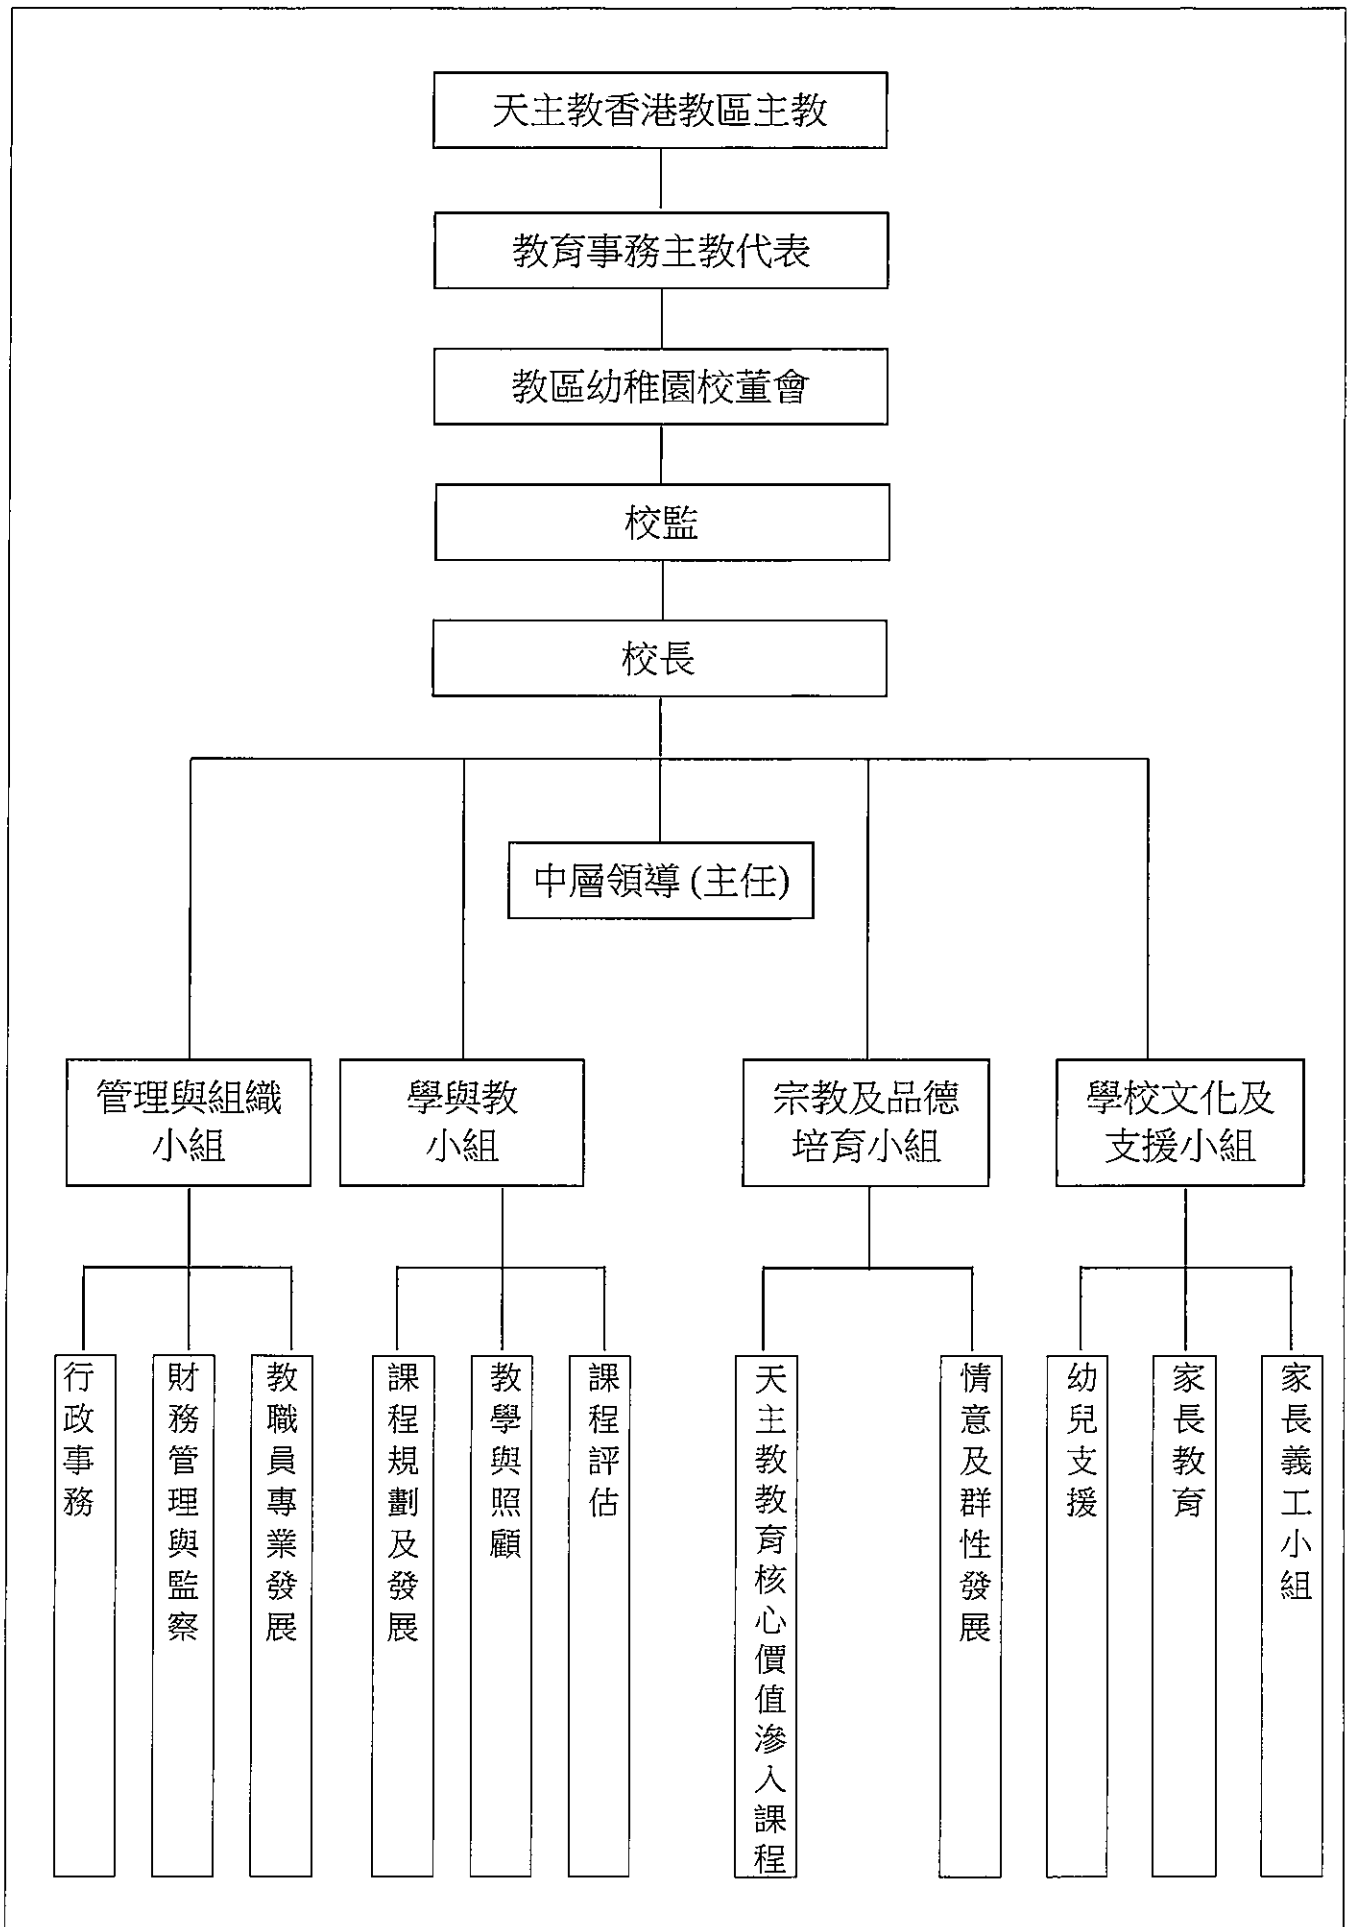 天主教香港教區主教
教育事務主教代表
教區幼稚園校董會
校監
校長
中層領導 (主任)
管理與組織
小組
學與教
小組
宗教及品德
培育小組
學校文化及
支援小組
行政事務
財務管理與監察
教職員專業發展
課程規劃及發展
教學與照顧
課程評估
天主教教育核心價值滲入課程
情意及群性發展
幼兒支援
家長教育
家長義工小組